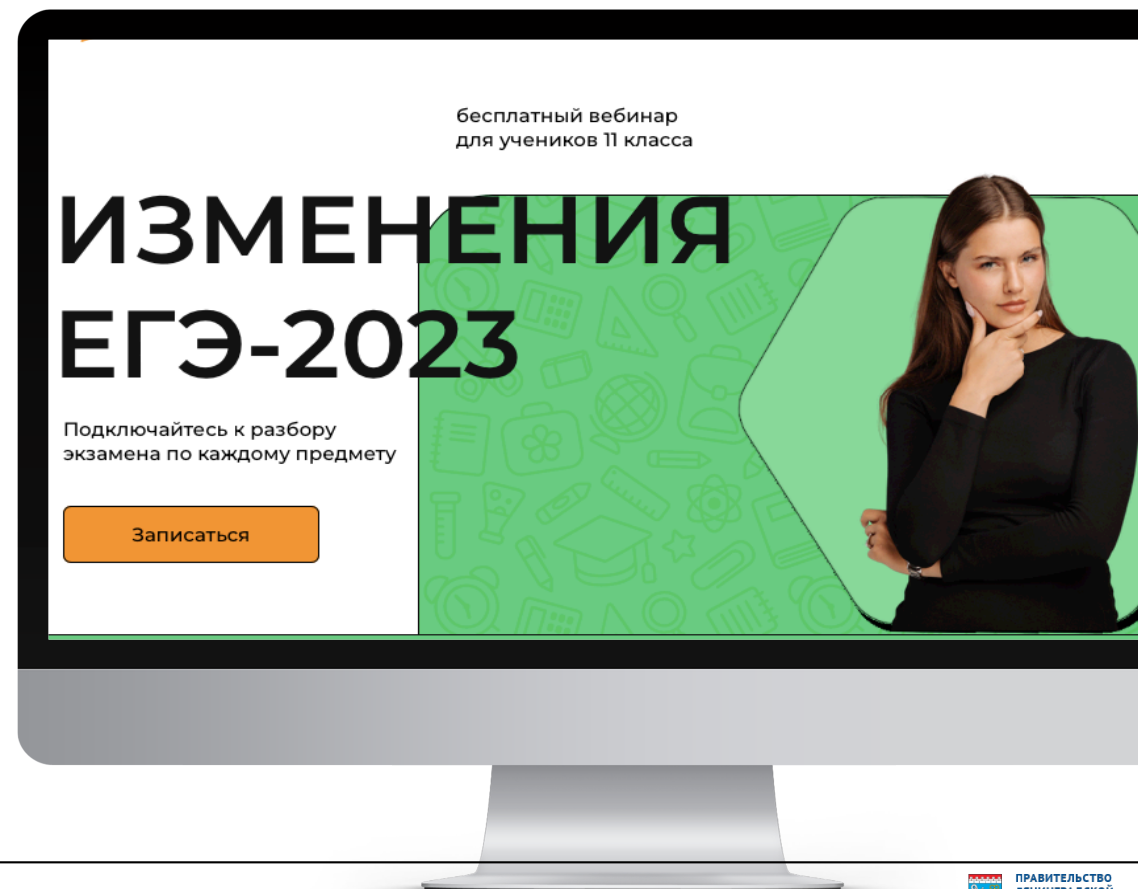 бесплатный вебинар
для учеников 11 класса
ИЗМЕНЕНИЯ
ЕГЭ-2023
Подключайтесь к разбору
экзамена по каждому предмету
Записаться
ПРАВИТЕЛЬСТВО